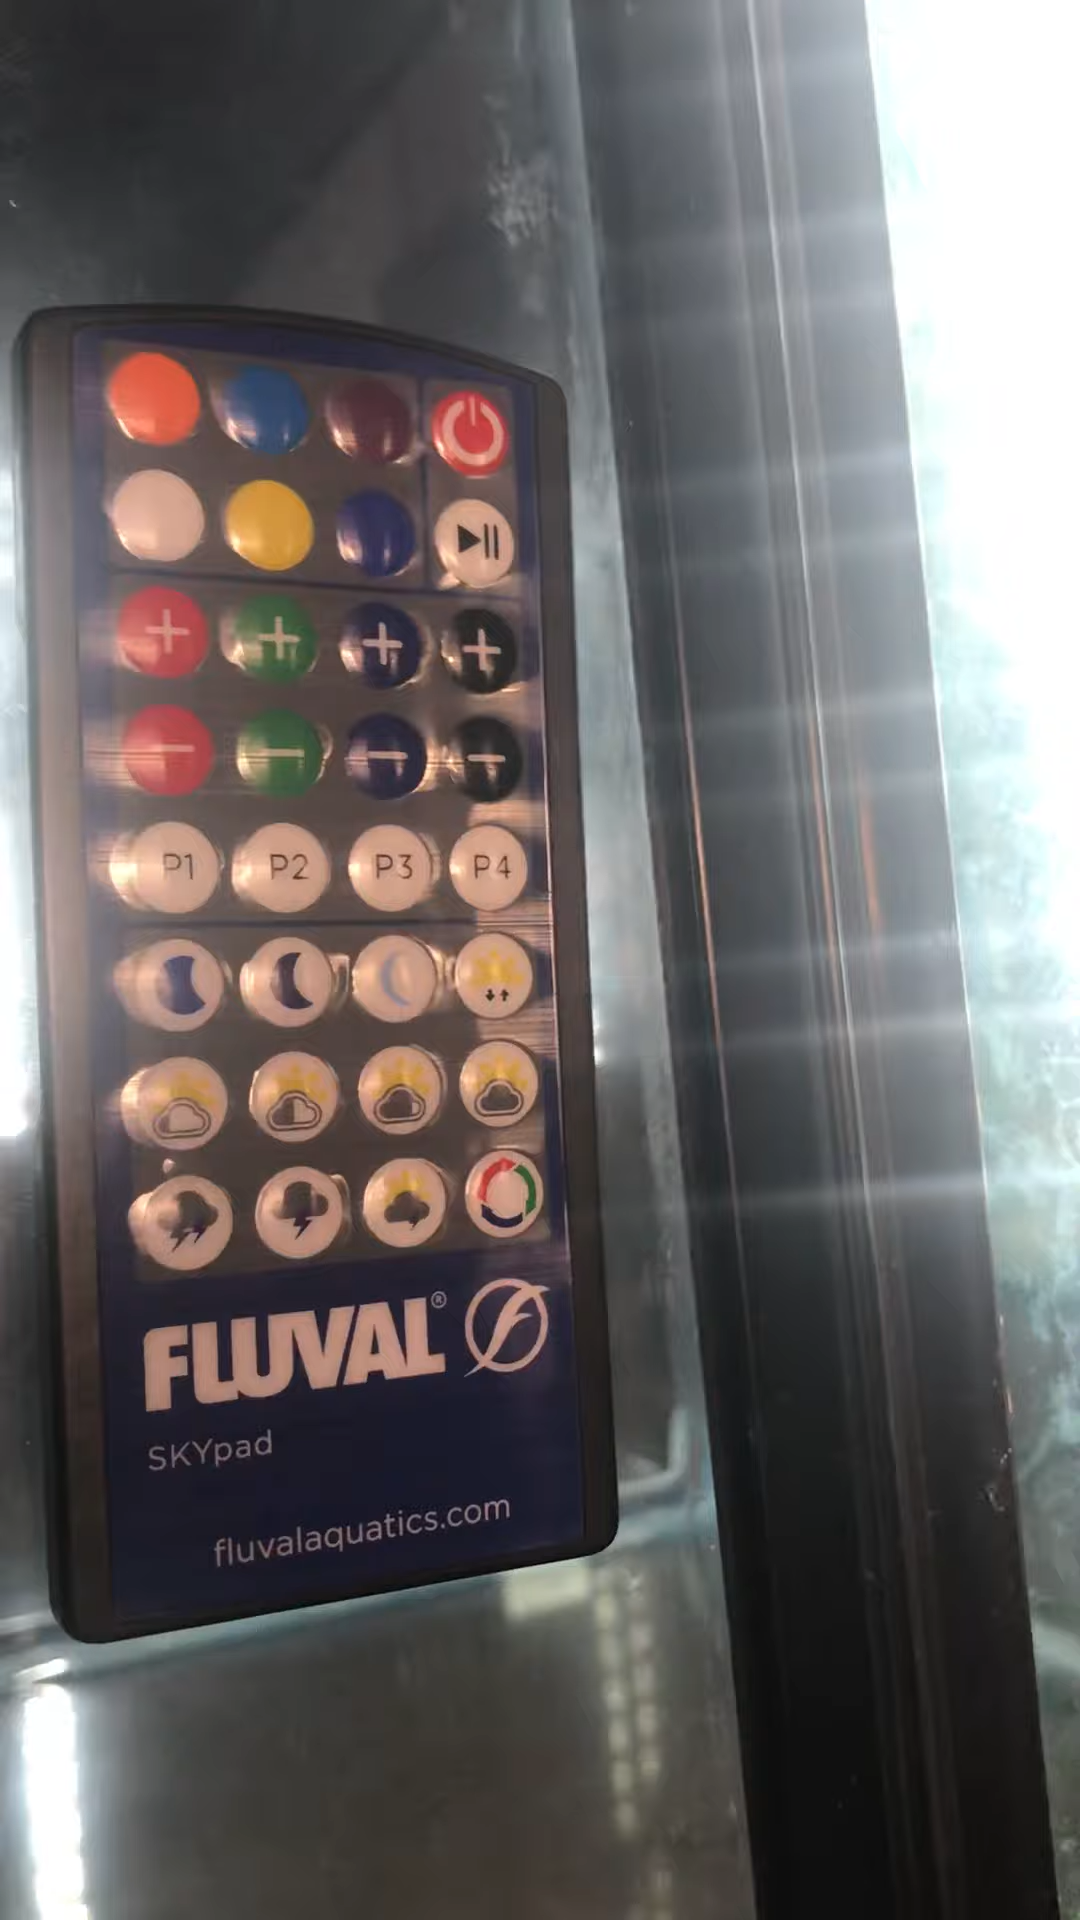 + + + +
- - - -
P1 P2 P3 P4
FLUVAL®
SKYpad
fluvalaquatics.com